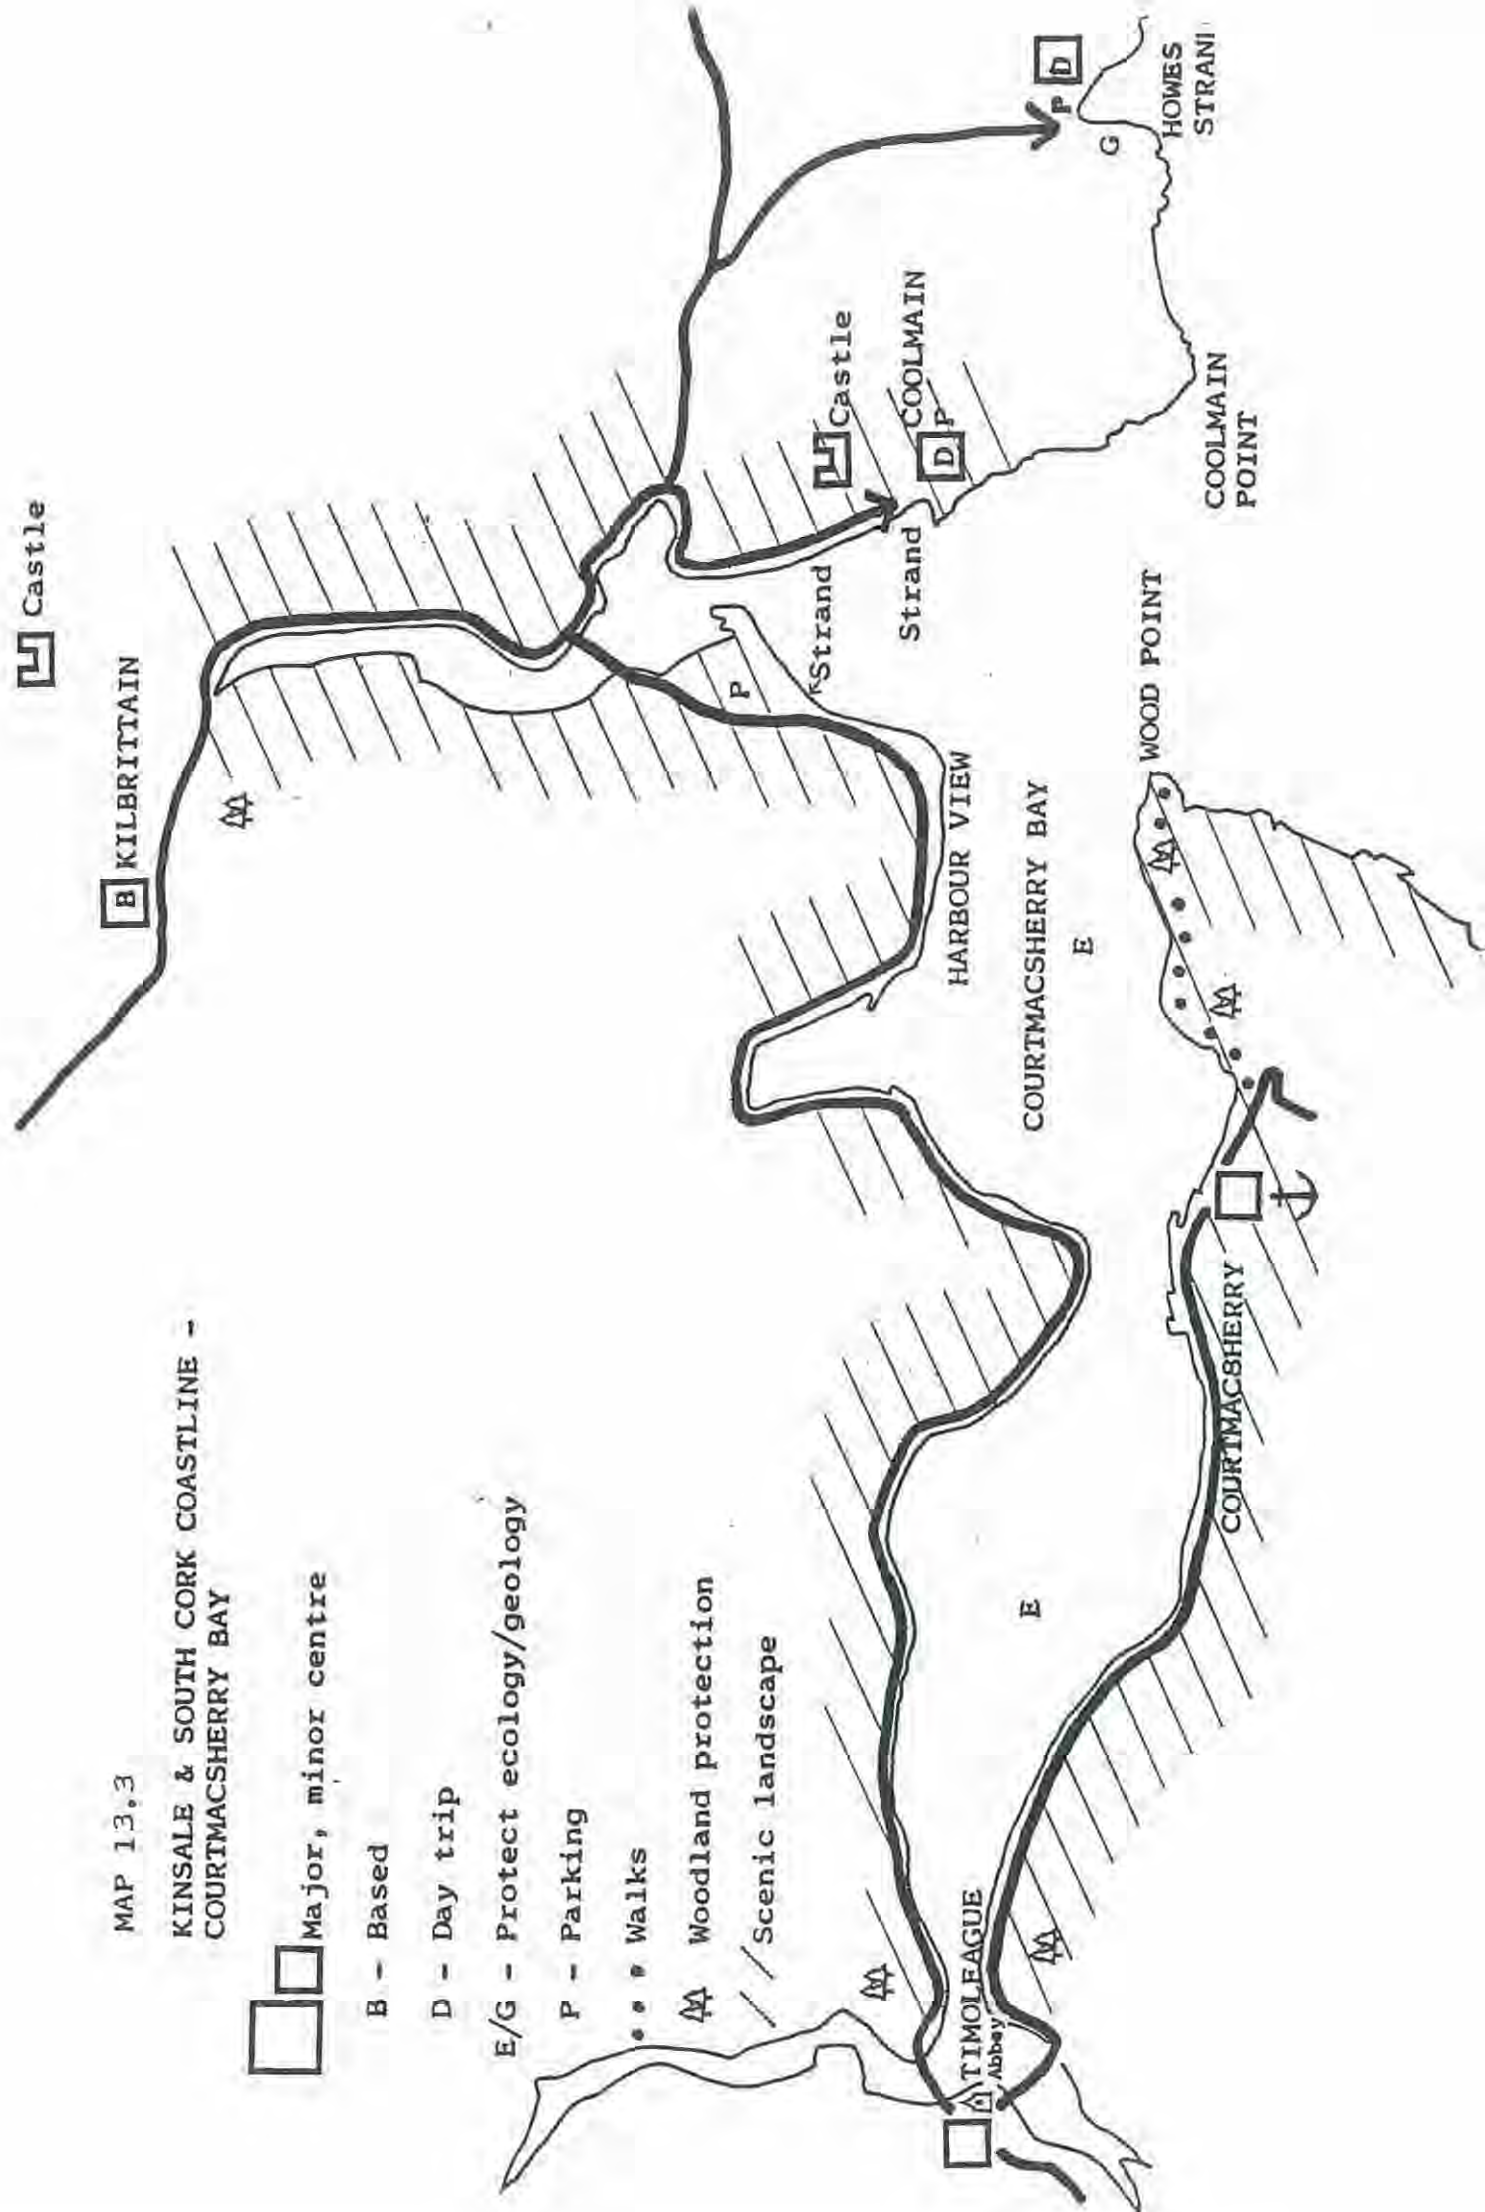 MAP 13.3
KINSALE & SOUTH CORK COASTLINE -
COURTMACSHERRY BAY
Major, minor centre
B - Based
D - Day trip
E/G - Protect ecology/geology
P - Parking
Walks
Woodland protection
Scenic landscape
Castle
B KILBRITTAIN
P
Strand
Strand
Castle
D P
COOLMAIN
P D
G
HOWES
STRAN
COOLMAIN
POINT
HARBOUR VIEW
COURTMACSHERRY BAY
E
WOOD POINT
E
COURTMACSHERRY
TIMOLEAGUE
Abbey